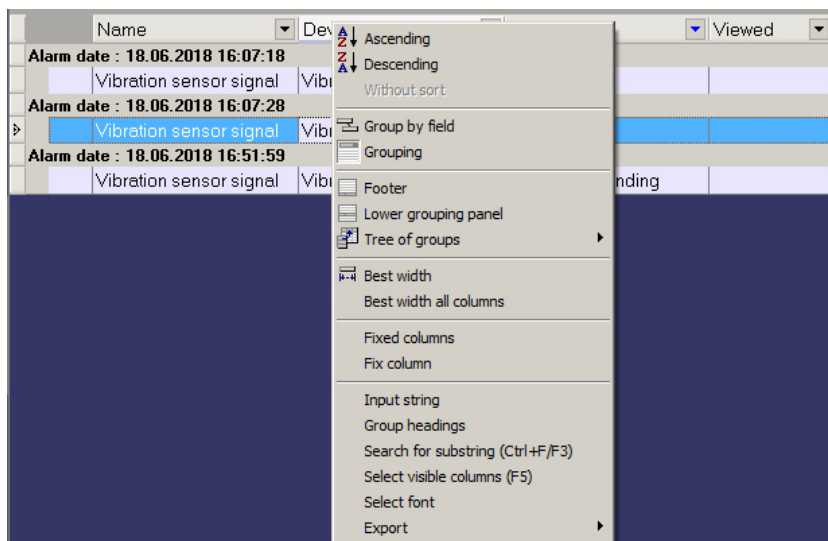 Name Dev Viewed
Alarm date : 18.06.2018 16:07:18
Vibration sensor signal Vib
Alarm date : 18.06.2018 16:07:28
Vibration sensor signal Vib
Alarm date : 18.06.2018 16:51:59
Vibration sensor signal Vib nding
Ascending
Descending
Without sort
Group by field
Grouping
Footer
Lower grouping panel
Tree of groups
Best width
Best width all columns
Fixed columns
Fix column
Input string
Group headings
Search for substring (Ctrl+F/F3)
Select visible columns (F5)
Select font
Export